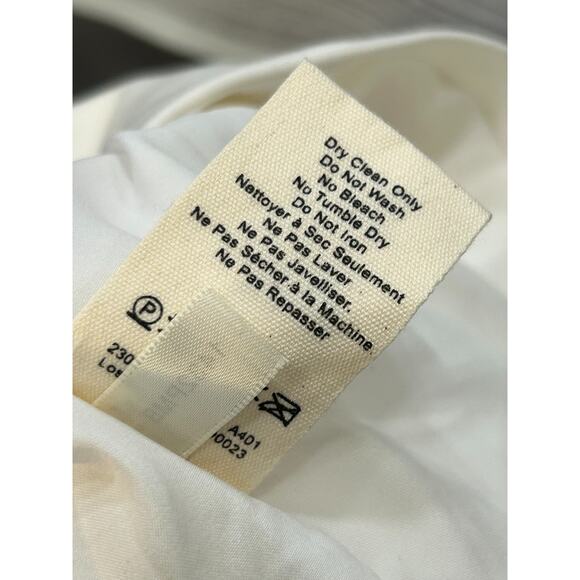 Dry Clean Only
Do Not Wash
No Bleach
No Tumble Dry
Do Not Iron
Nettoyer à Sec Seulement
Ne Pas Laver
Ne Pas Javelliser.
Ne Pas Sécher à la Machine
Ne Pas Repasser
P
230
Los
A401
0023